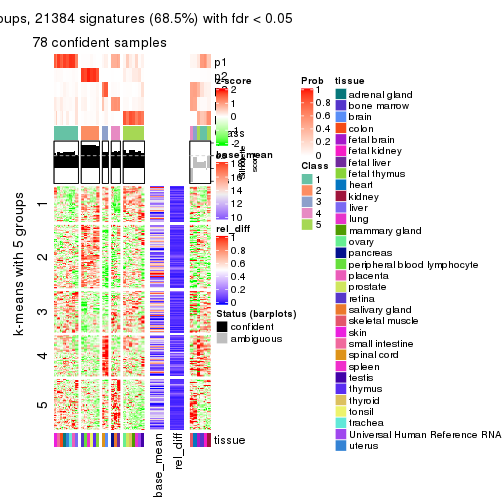 oups, 21384 signatures (68.5%) with fdr < 0.05
78 confident samples
p1
p2
z-score
2
1
0
-1
-2
Class
base_mean
16
14
12
10
rel_diff
1
0.8
0.6
0.4
0.2
0
Status (barplots)
confident
ambiguous
Prob
1
0.8
0.6
0.4
0.2
0
Class
1
2
3
4
5
tissue
adrenal gland
bone marrow
brain
colon
fetal brain
fetal kidney
fetal liver
fetal thymus
heart
kidney
liver
lung
mammary gland
ovary
pancreas
peripheral blood lymphocyte
placenta
prostate
retina
salivary gland
skeletal muscle
skin
small intestine
spinal cord
spleen
testis
thymus
thyroid
tonsil
trachea
Universal Human Reference RNA
uterus
k-means with 5 groups
1
2
3
4
5
tissue
base_mean
rel_diff